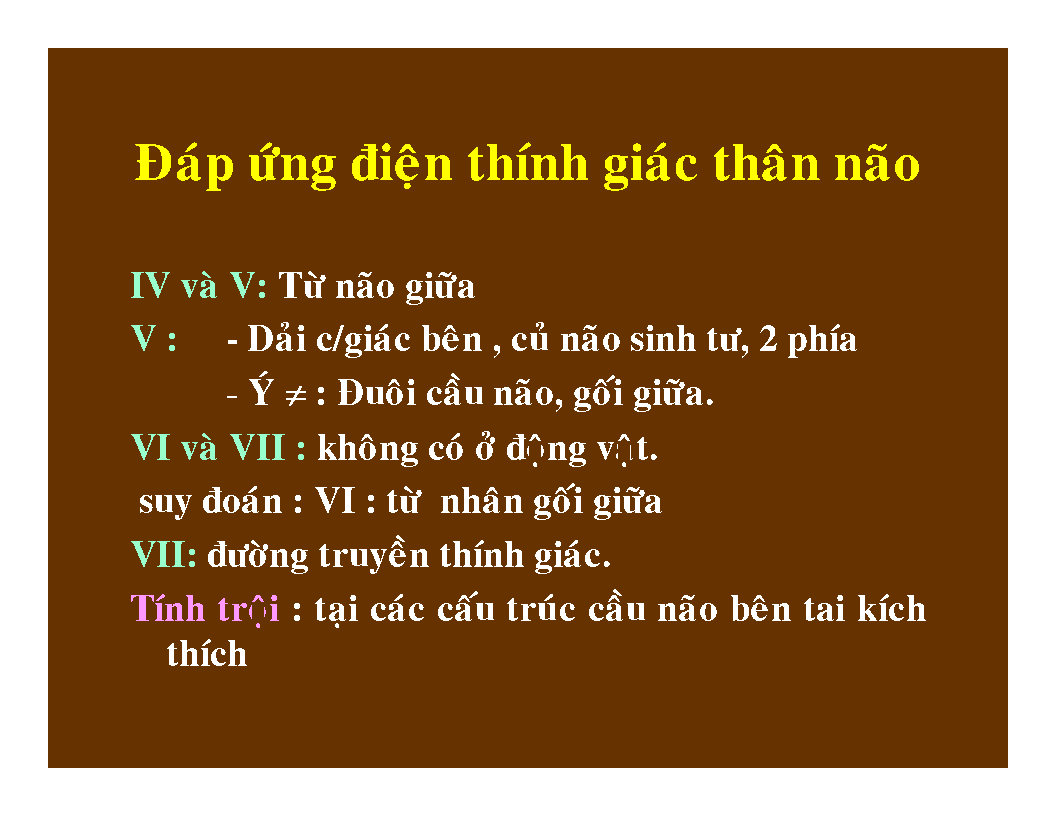 Đáp ứng điện thính giác thân não
IV và V: Từ não giữa
V : - Dải c/giác bên , củ não sinh tư, 2 phía
- Ý ≠ : Đuôi cầu não, gối giữa.
VI và VII : không có ở động vật.
suy đoán : VI : từ nhân gối giữa
VII: đường truyền thính giác.
Tính trội : tại các cấu trúc cầu não bên tai kích
thích